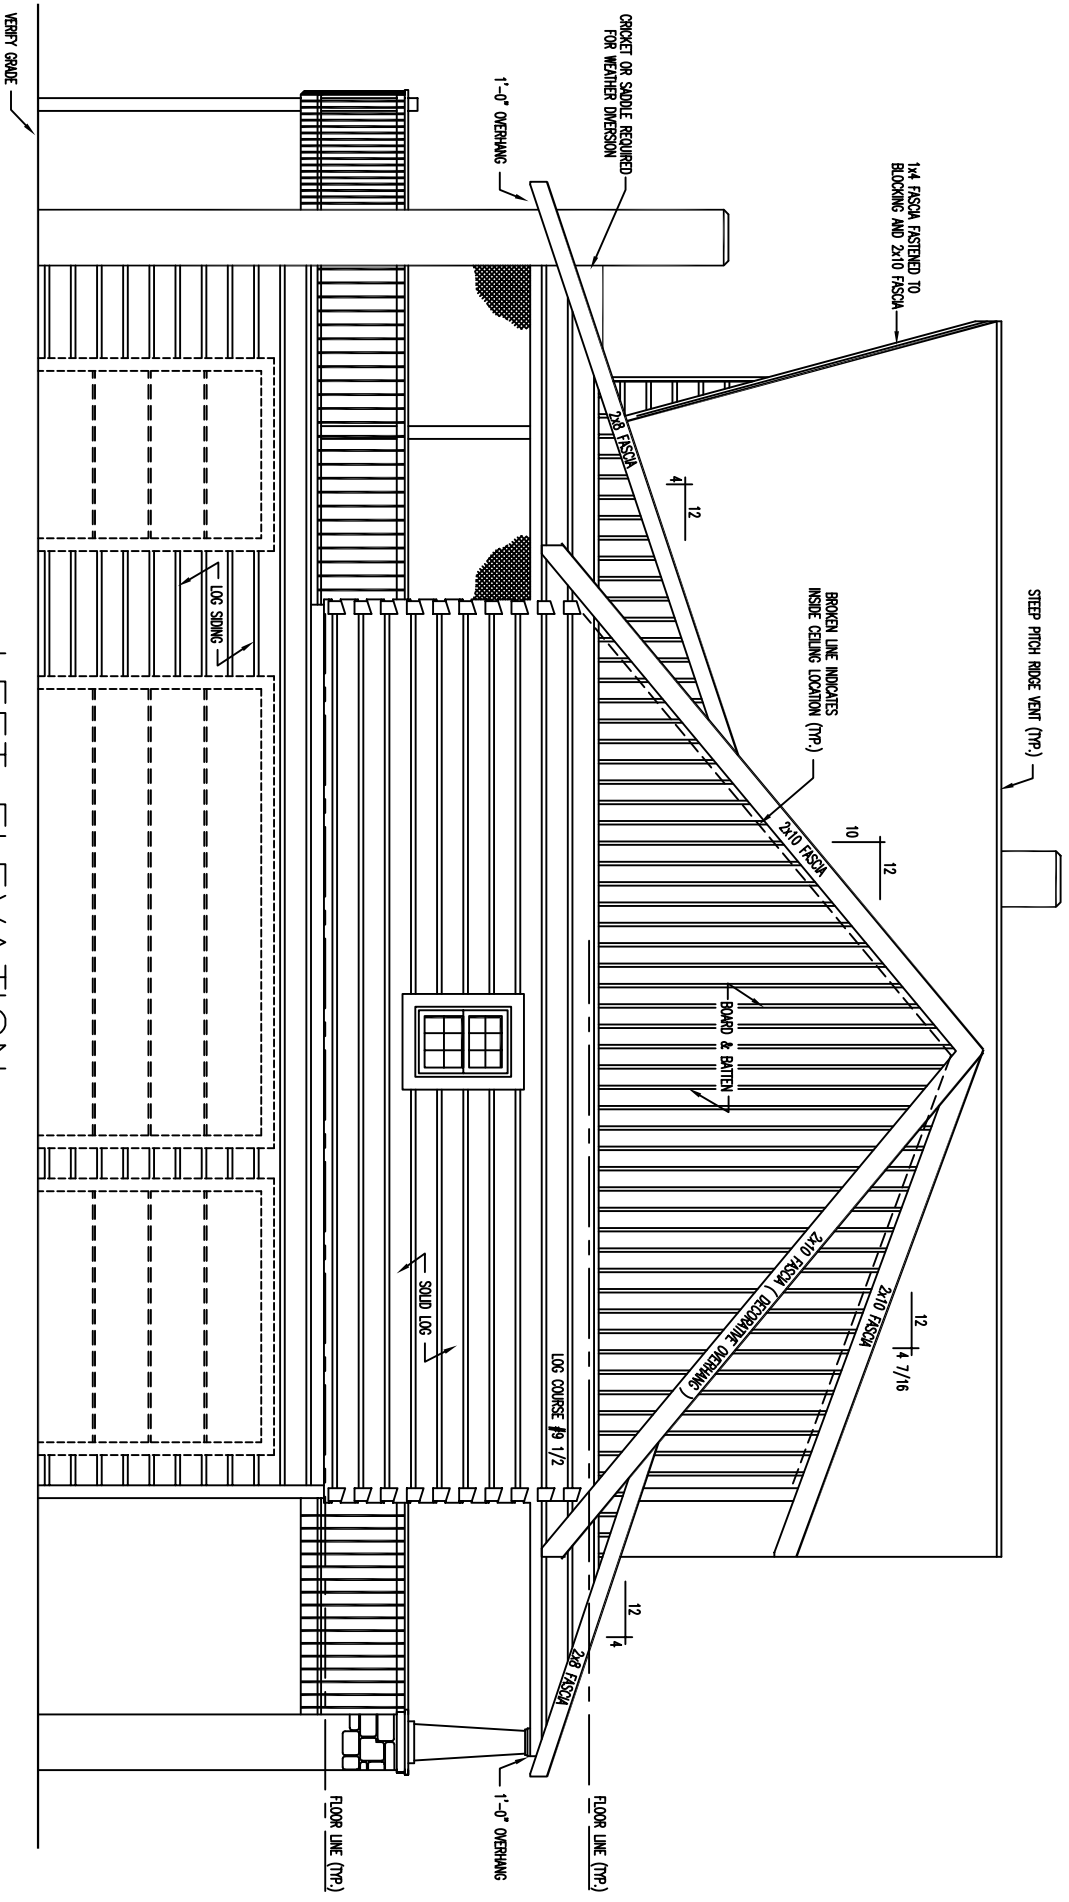 STEEP PITCH RIDGE VENT (TYP.)
1x4 FASCIA FASTENED TO
BLOCKING AND 2x10 FASCIA
12
10
12
4 7/16
BROKEN LINE INDICATES
INSIDE CEILING LOCATION (TYP.)
2x10 FASCIA
2x10 FASCIA
BOARD & BATTEN
2x10 FASCIA ( DECORATIVE OVERHANG )
12
4
2x8 FASCIA
CRICKET OR SADDLE REQUIRED
FOR WEATHER DIVERSION
12
4
2x8 FASCIA
FLOOR LINE (TYP.)
LOG COURSE #9 1/2
1'-0" OVERHANG
1'-0" OVERHANG
SOLID LOG
FLOOR LINE (TYP.)
LOG SIDING
VERIFY GRADE
LEFT ELEVATION